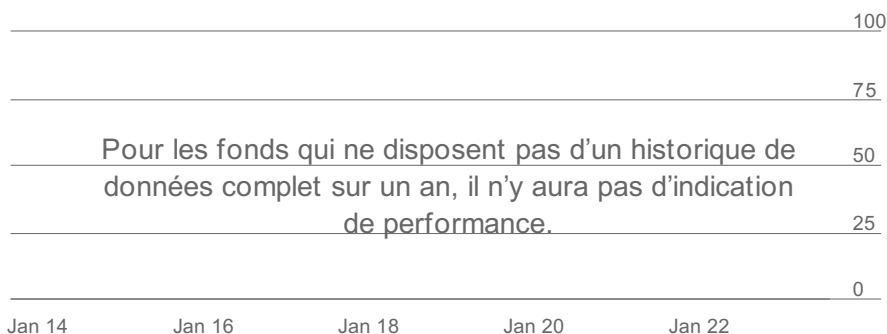 100
75
Pour les fonds qui ne disposent pas d’un historique de
50
données complet sur un an, il n’y aura pas d’indication
de performance.
25
0
Jan 14 Jan 16 Jan 18 Jan 20 Jan 22